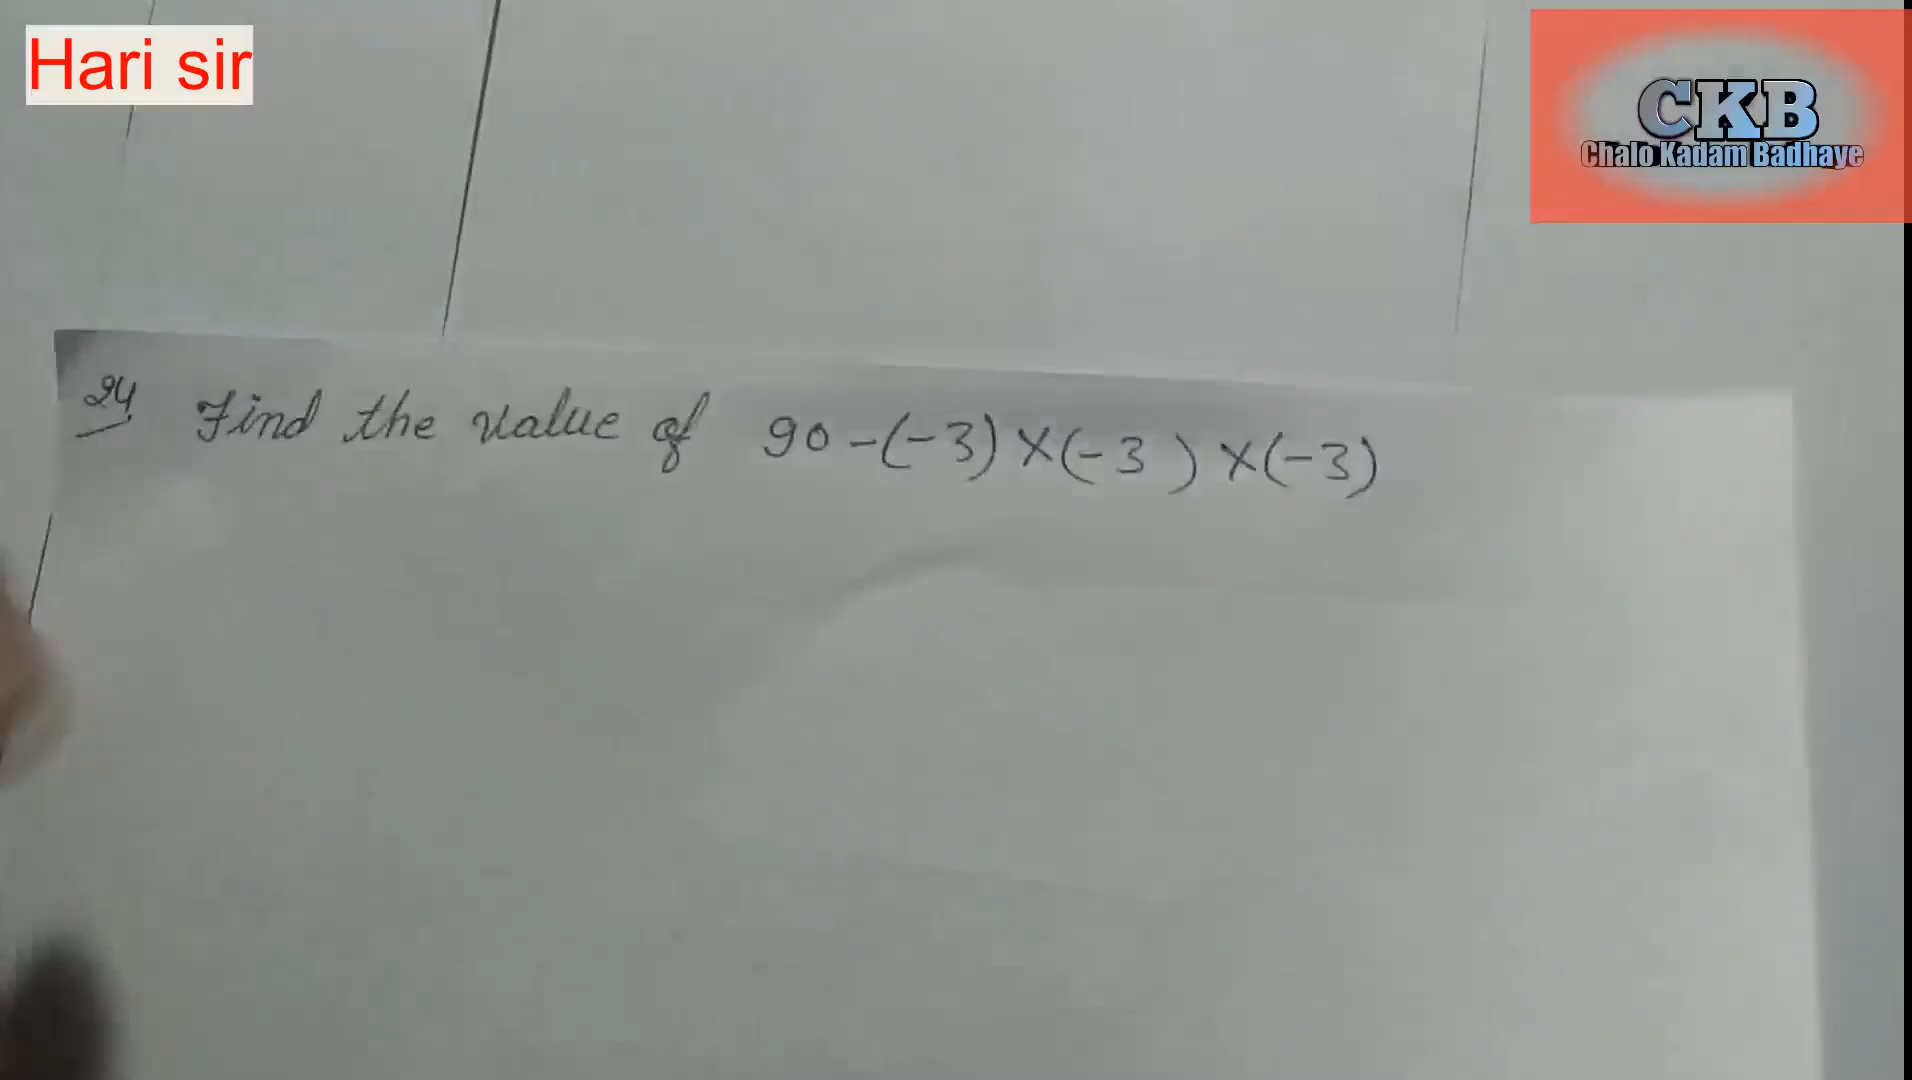 Hari sir
CKB
Chalo Kadam Badhaye
24 Find the value of 90-(-3)×(-3)×(-3)